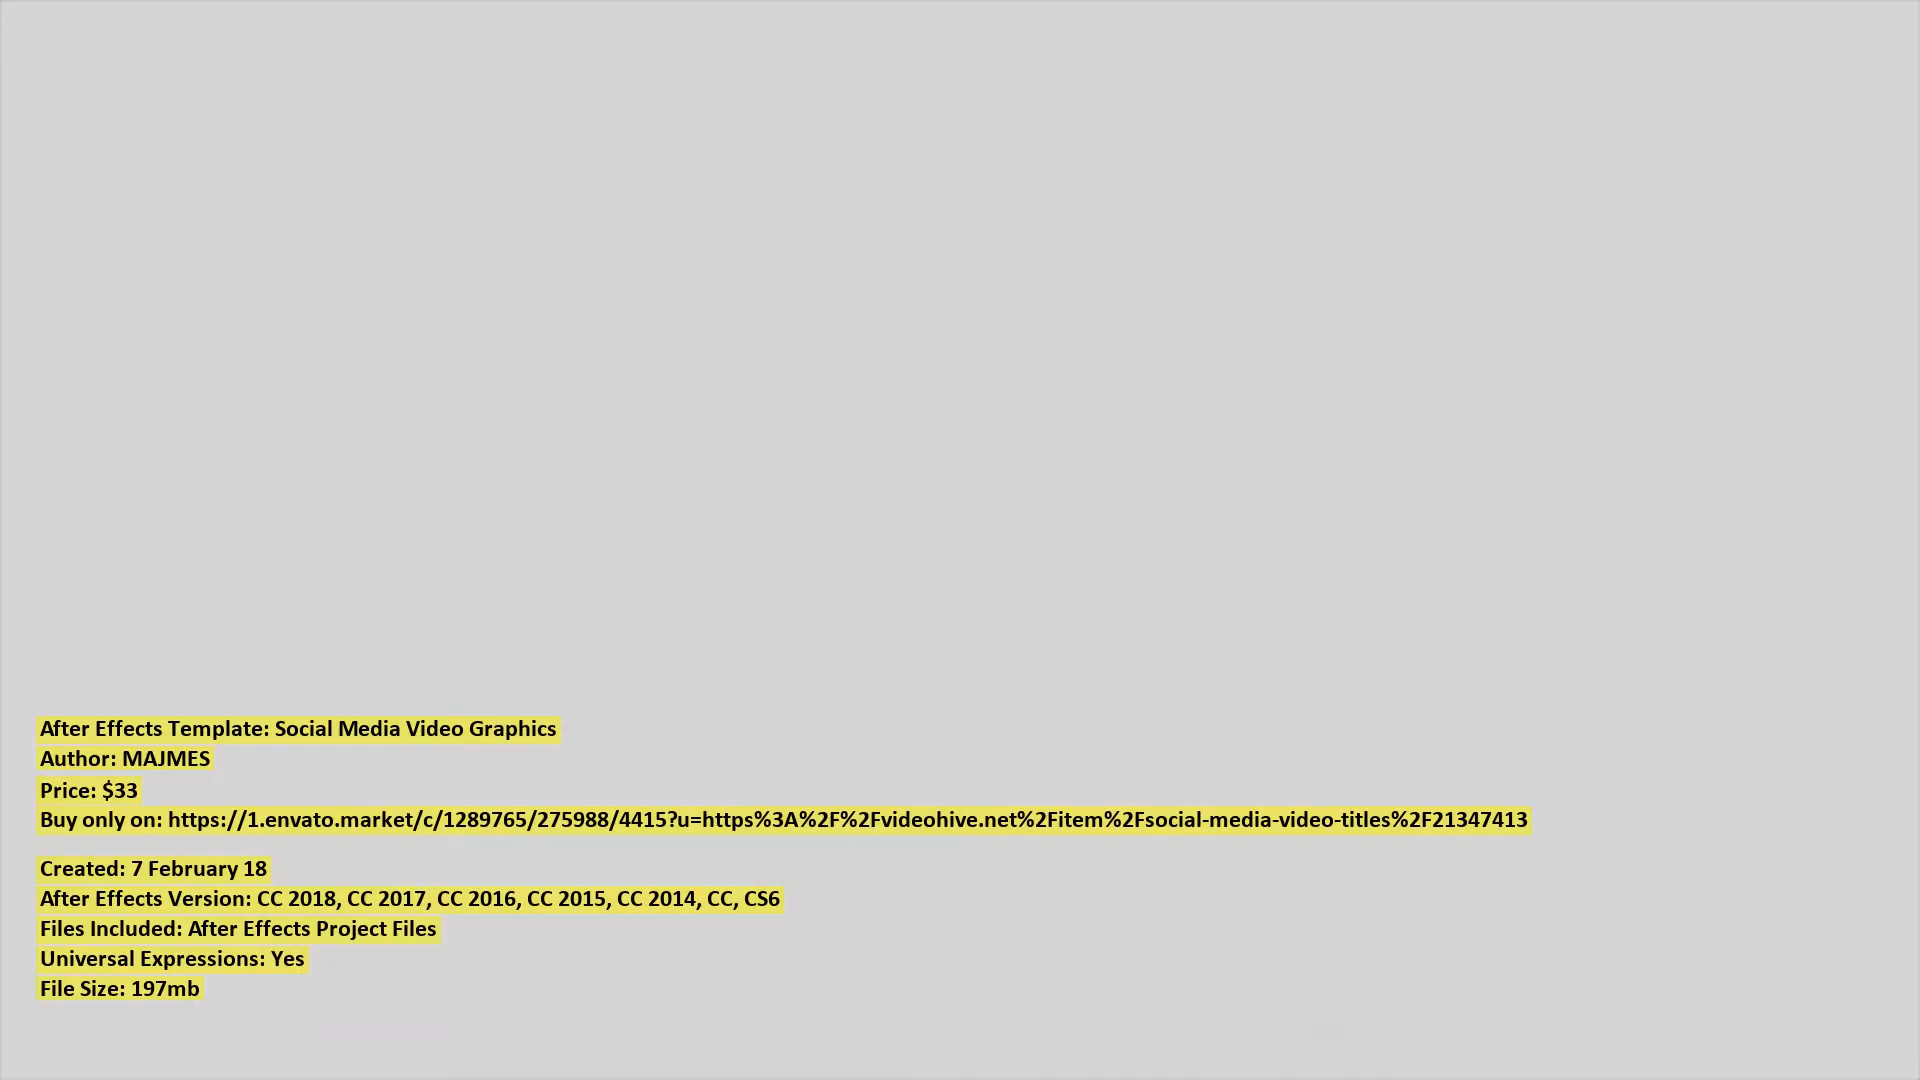 After Effects Template: Social Media Video Graphics
Author: MAJMES
Price: $33
Buy only on: https://1.envato.market/c/1289765/275988/4415?u=https%3A%2F%2Fvideohive.net%2Fitem%2Fsocial-media-video-titles%2F21347413
Created: 7 February 18
After Effects Version: CC 2018, CC 2017, CC 2016, CC 2015, CC 2014, CC, CS6
Files Included: After Effects Project Files
Universal Expressions: Yes
File Size: 197mb